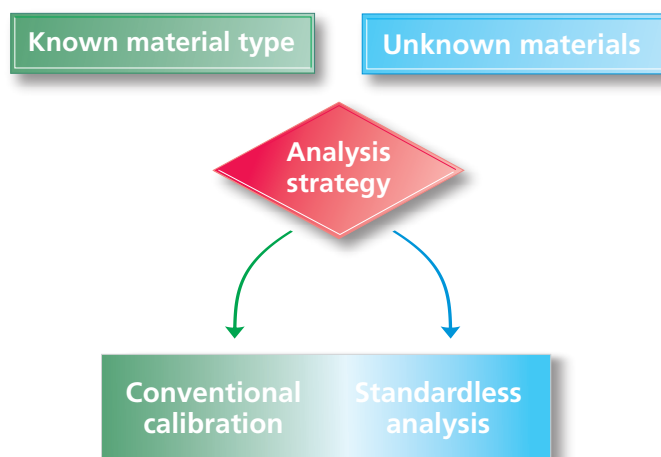 Known material type
Unknown materials
Analysis
strategy
Conventional
calibration
Standardless
analysis